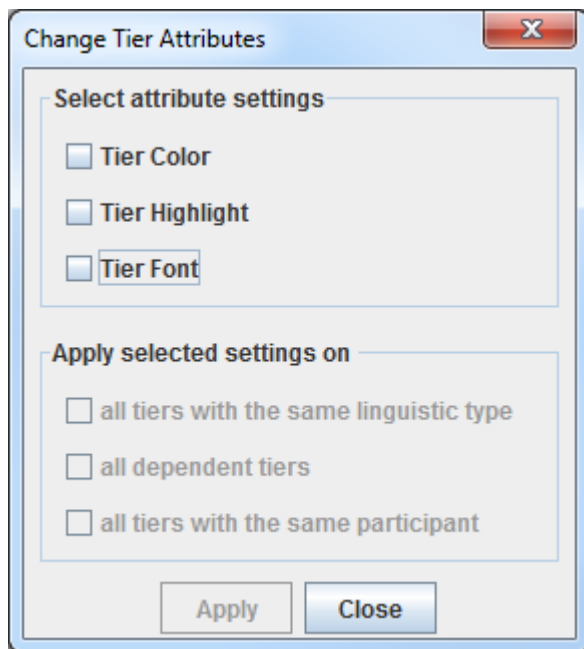 Change Tier Attributes
Select attribute settings
Tier Color
Tier Highlight
Tier Font
Apply selected settings on
all tiers with the same linguistic type
all dependent tiers
all tiers with the same participant
Apply Close